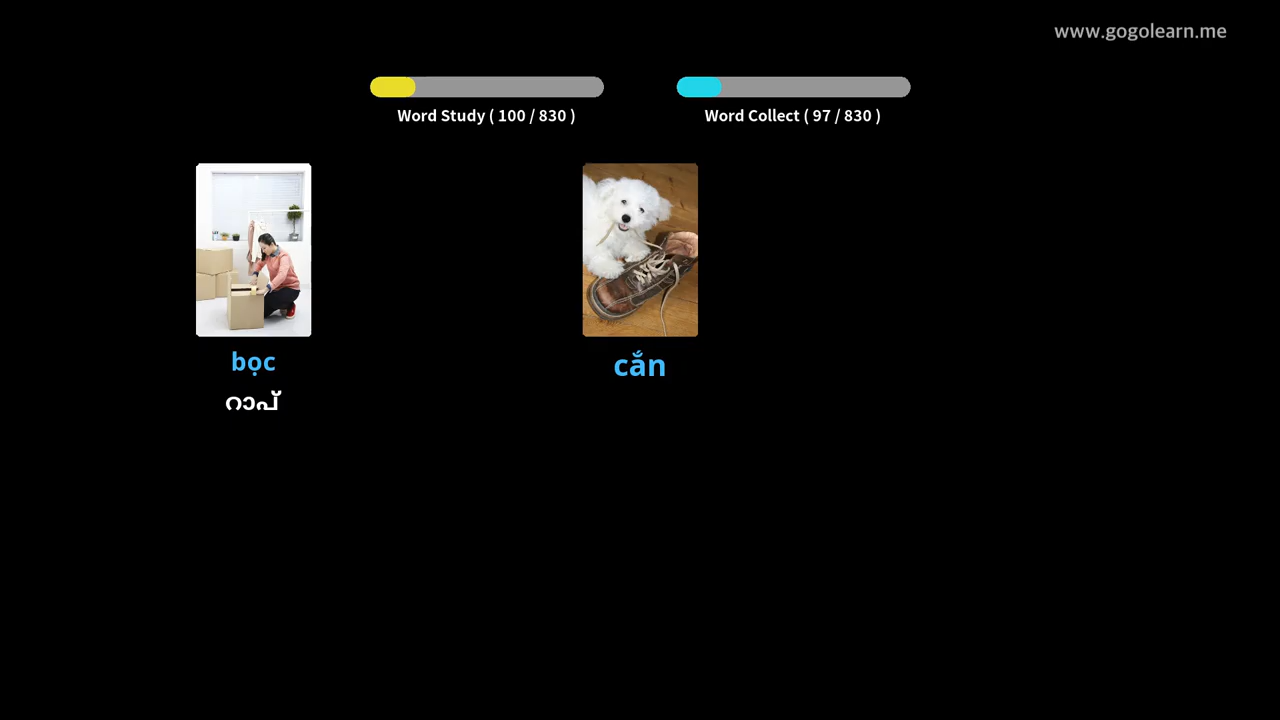 www.gogolearn.me
Word Study ( 100 / 830 )
Word Collect ( 97 / 830 )
bọc
റാപ്
cắn